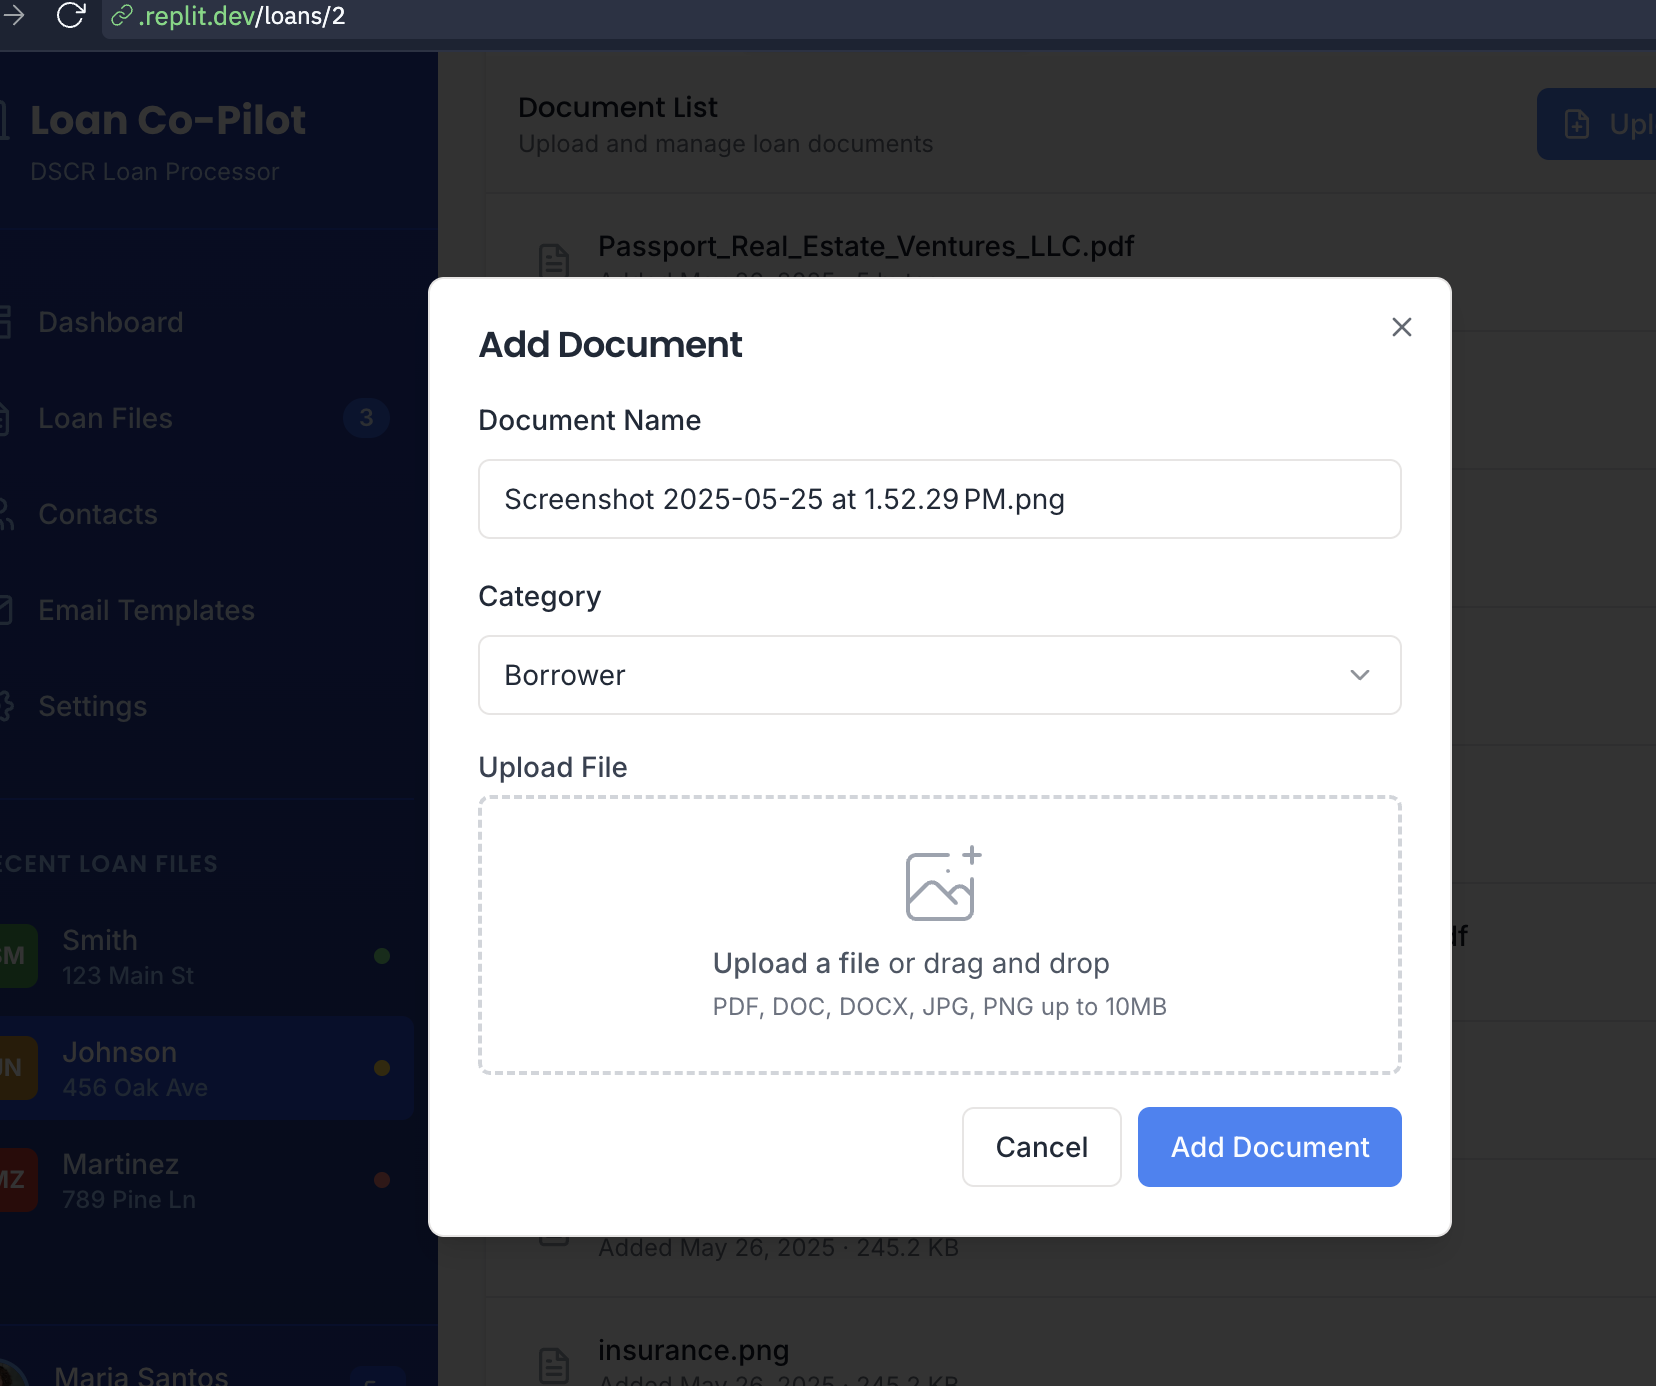 .replit.dev/loans/2
Loan Co-Pilot
DSCR Loan Processor
Dashboard
Loan Files
3
Contacts
Email Templates
Settings
RECENT LOAN FILES
SM
Smith
123 Main St
JN
Johnson
456 Oak Ave
MZ
Martinez
789 Pine Ln
Maria Santos
Document List
Upload and manage loan documents
Upl
Passport_Real_Estate_Ventures_LLC.pdf
Add Document
Document Name
Screenshot 2025-05-25 at 1.52.29 PM.png
Category
Borrower
Upload File
Upload a file or drag and drop
PDF, DOC, DOCX, JPG, PNG up to 10MB
Cancel
Add Document
df
Added May 26, 2025 · 245.2 KB
insurance.png
Added May 26, 2025 · 245.2 KB